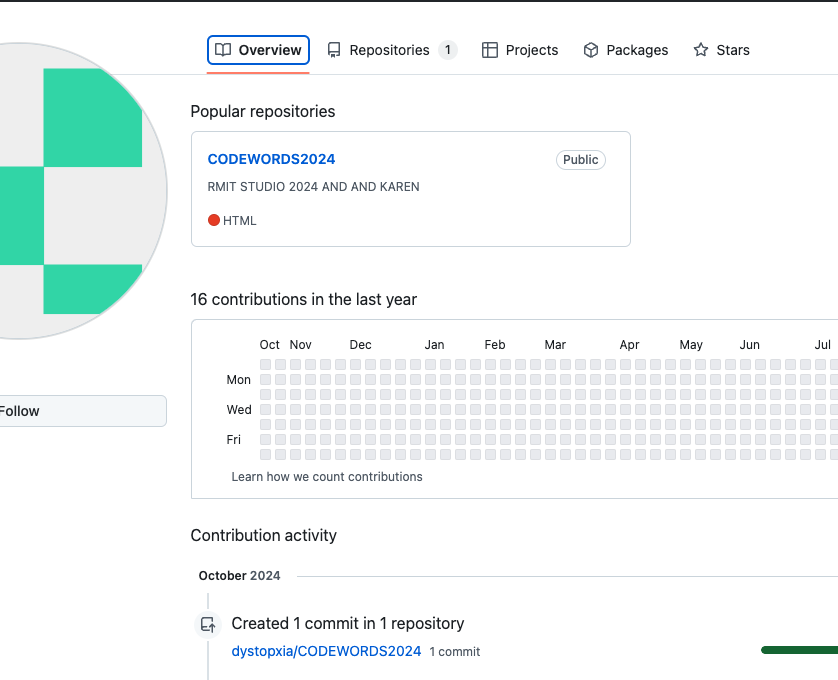 Overview Repositories 1 Projects Packages Stars
Popular repositories
CODEWORDS2024 Public
RMIT STUDIO 2024 AND AND KAREN
HTML
16 contributions in the last year
Oct Nov Dec Jan Feb Mar Apr May Jun Jul
Mon
Wed
Fri
Follow
Learn how we count contributions
Contribution activity
October 2024
Created 1 commit in 1 repository
dystopxia/CODEWORDS2024 1 commit